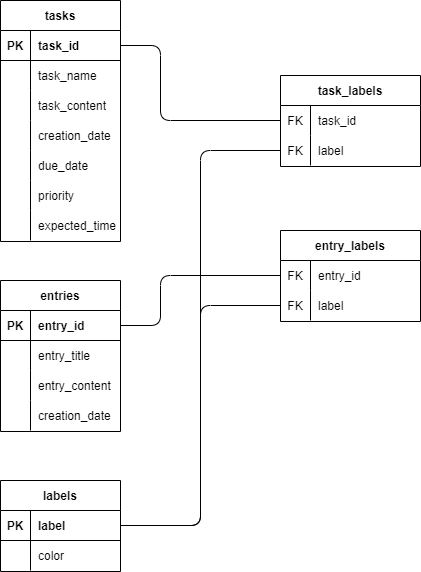 tasks
PK task_id
task_name
task_content
creation_date
due_date
priority
expected_time
task_labels
FK task_id
FK label
entry_labels
FK entry_id
FK label
entries
PK entry_id
entry_title
entry_content
creation_date
labels
PK label
color